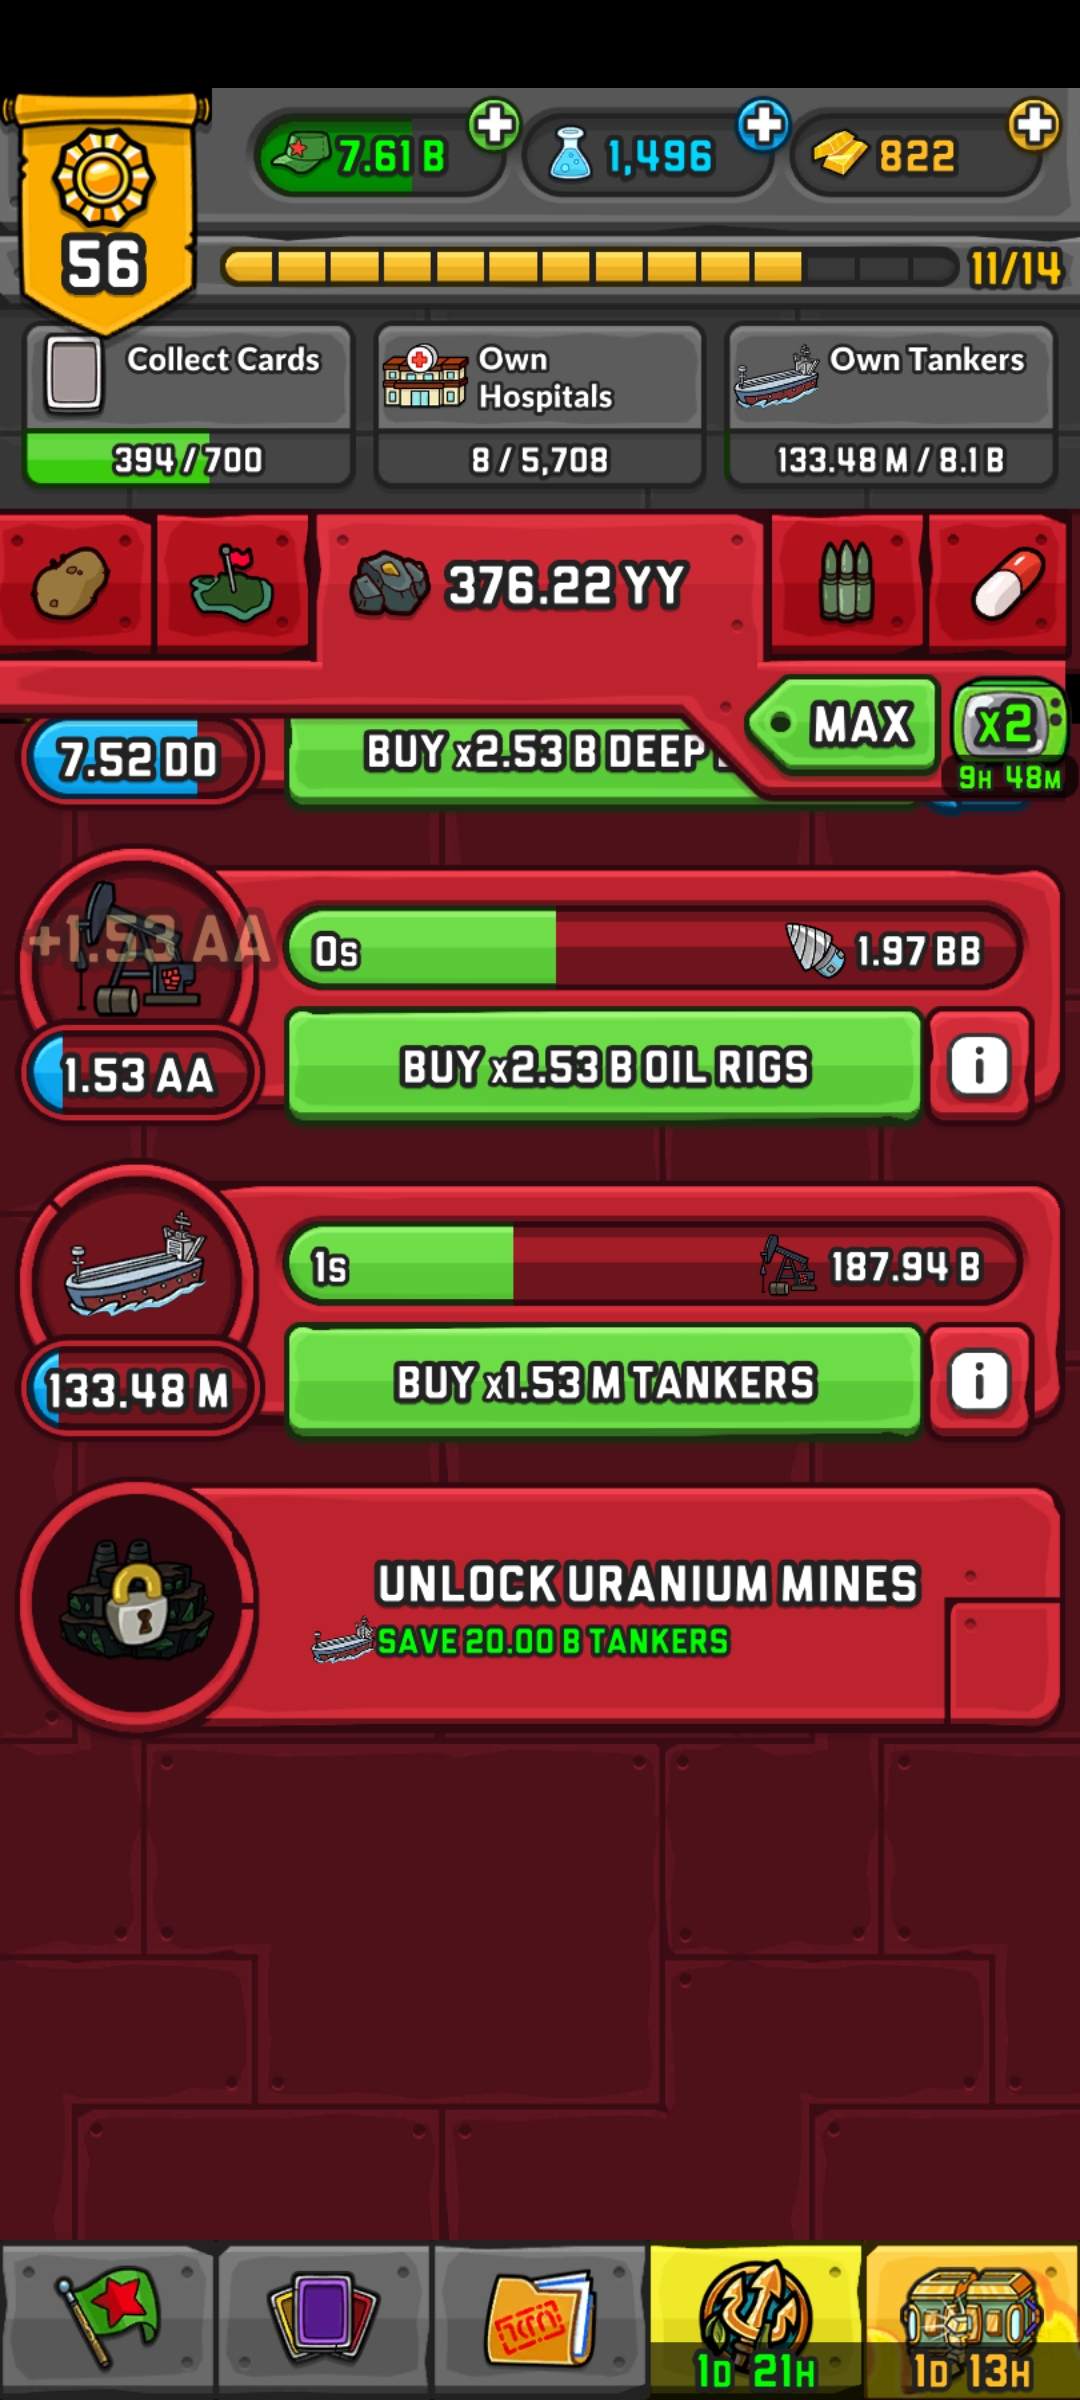 7.61 B
1,496
822
56
11/14
Collect Cards
394/700
Own
Hospitals
8/5,708
Own Tankers
133.48 M/8.1 B
376.22 YY
MAX
x2
9H 48M
7.52 DD
BUY x2.53 B DEEP
+1.53 AA
0s
1.97 BB
1.53 AA
BUY x2.53 B OIL RIGS
i
1s
187.94 B
133.48 M
BUY x1.53 M TANKERS
i
UNLOCK URANIUM MINES
SAVE 20.00 B TANKERS
1D 21H
1D 13H